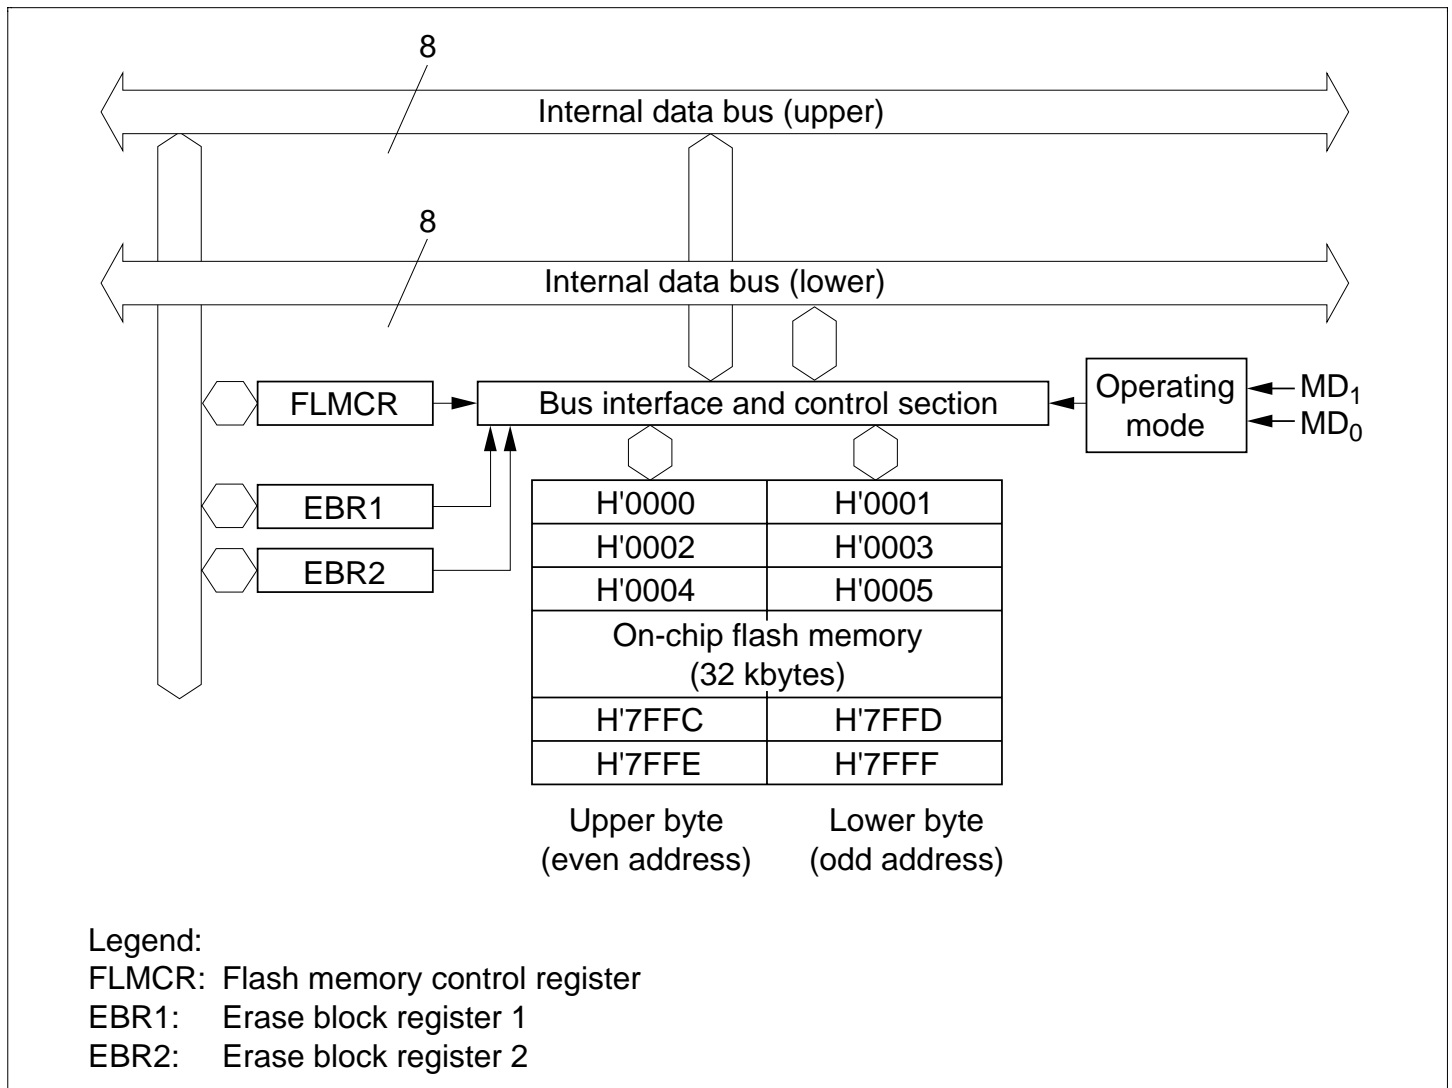 8
Internal data bus (upper)
8
Internal data bus (lower)
FLMCR
Bus interface and control section
Operating
mode
MD1
MD0
EBR1
EBR2
H'0000 H'0001
H'0002 H'0003
H'0004 H'0005
On-chip flash memory
(32 kbytes)
H'7FFC H'7FFD
H'7FFE H'7FFF
Upper byte
(even address)
Lower byte
(odd address)
Legend:
FLMCR: Flash memory control register
EBR1: Erase block register 1
EBR2: Erase block register 2